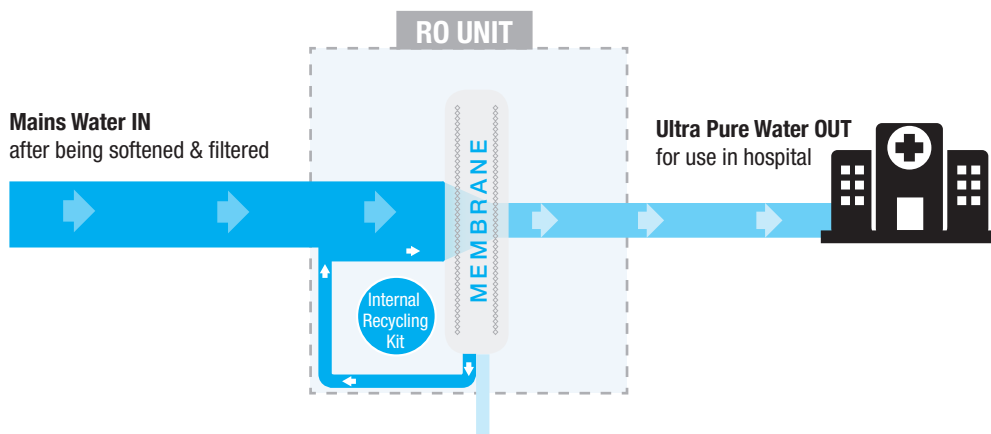 RO UNIT
Mains Water IN
after being softened & filtered
MEMBRANE
Ultra Pure Water OUT
for use in hospital
Internal
Recycling
Kit